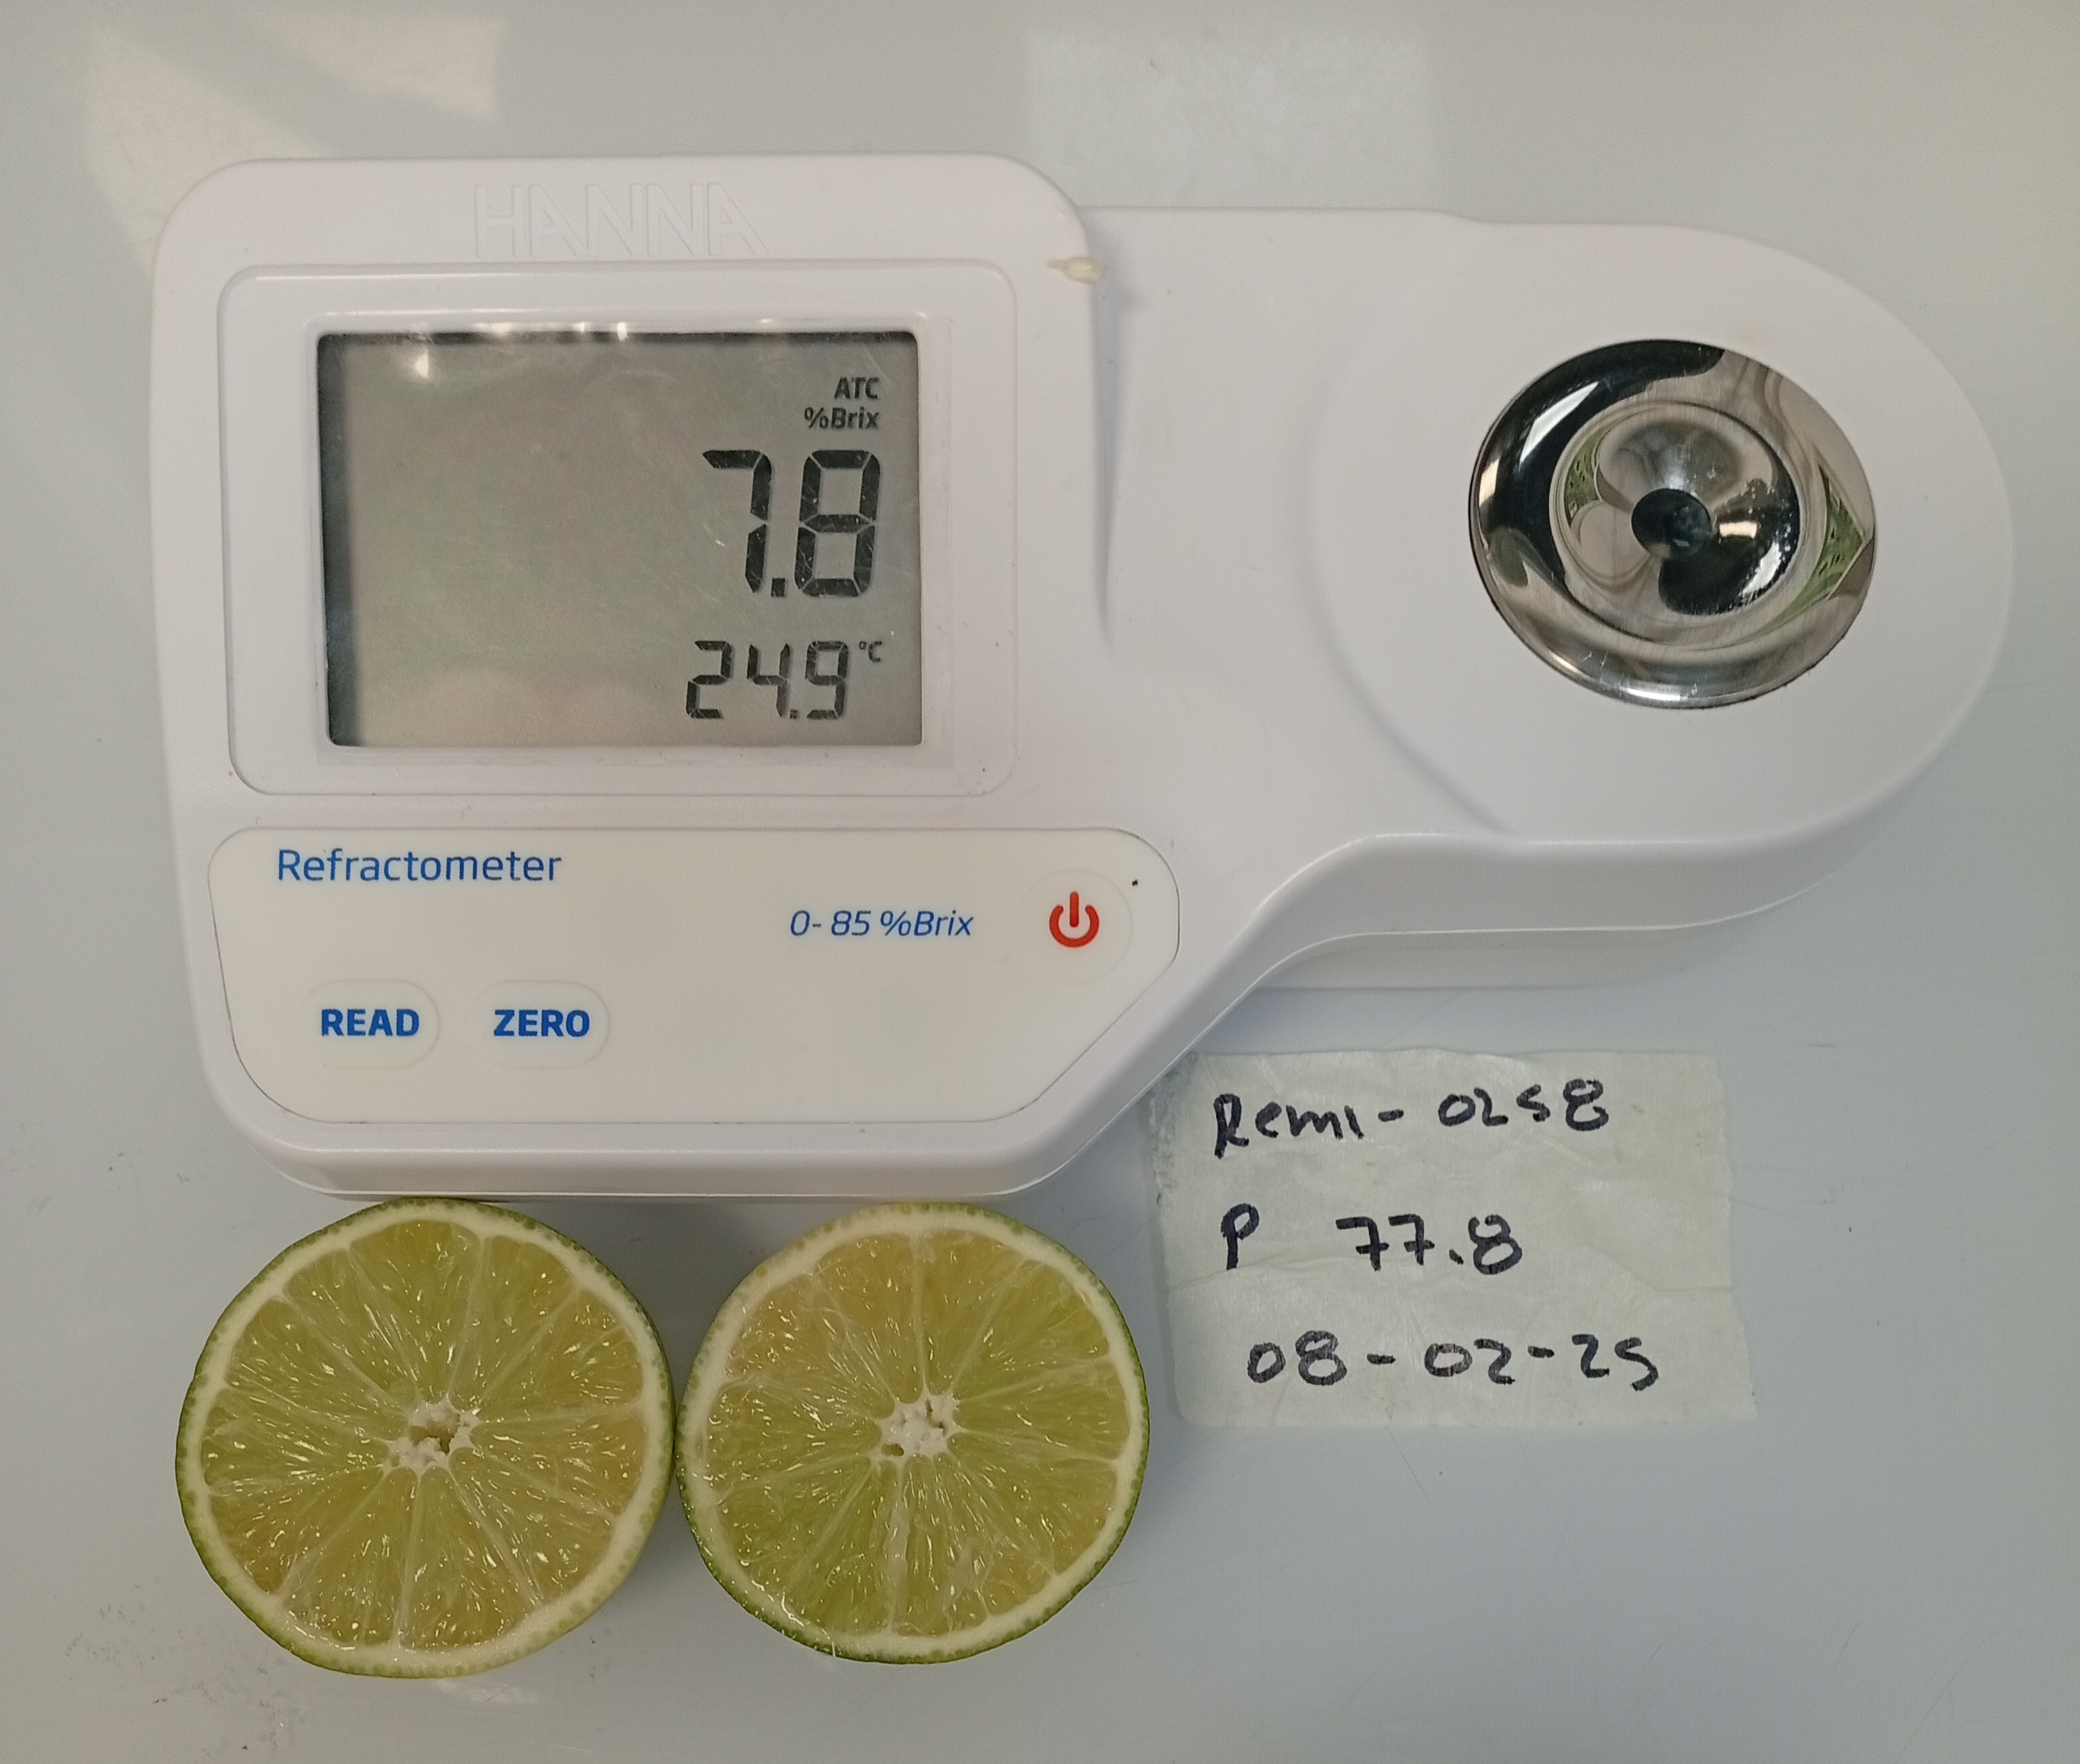 HANNA
ATC
%Brix
7.8
24.9 °C
Refractometer
0- 85 %Brix
READ ZERO
Remi - 0258
P 77.8
08-02-25